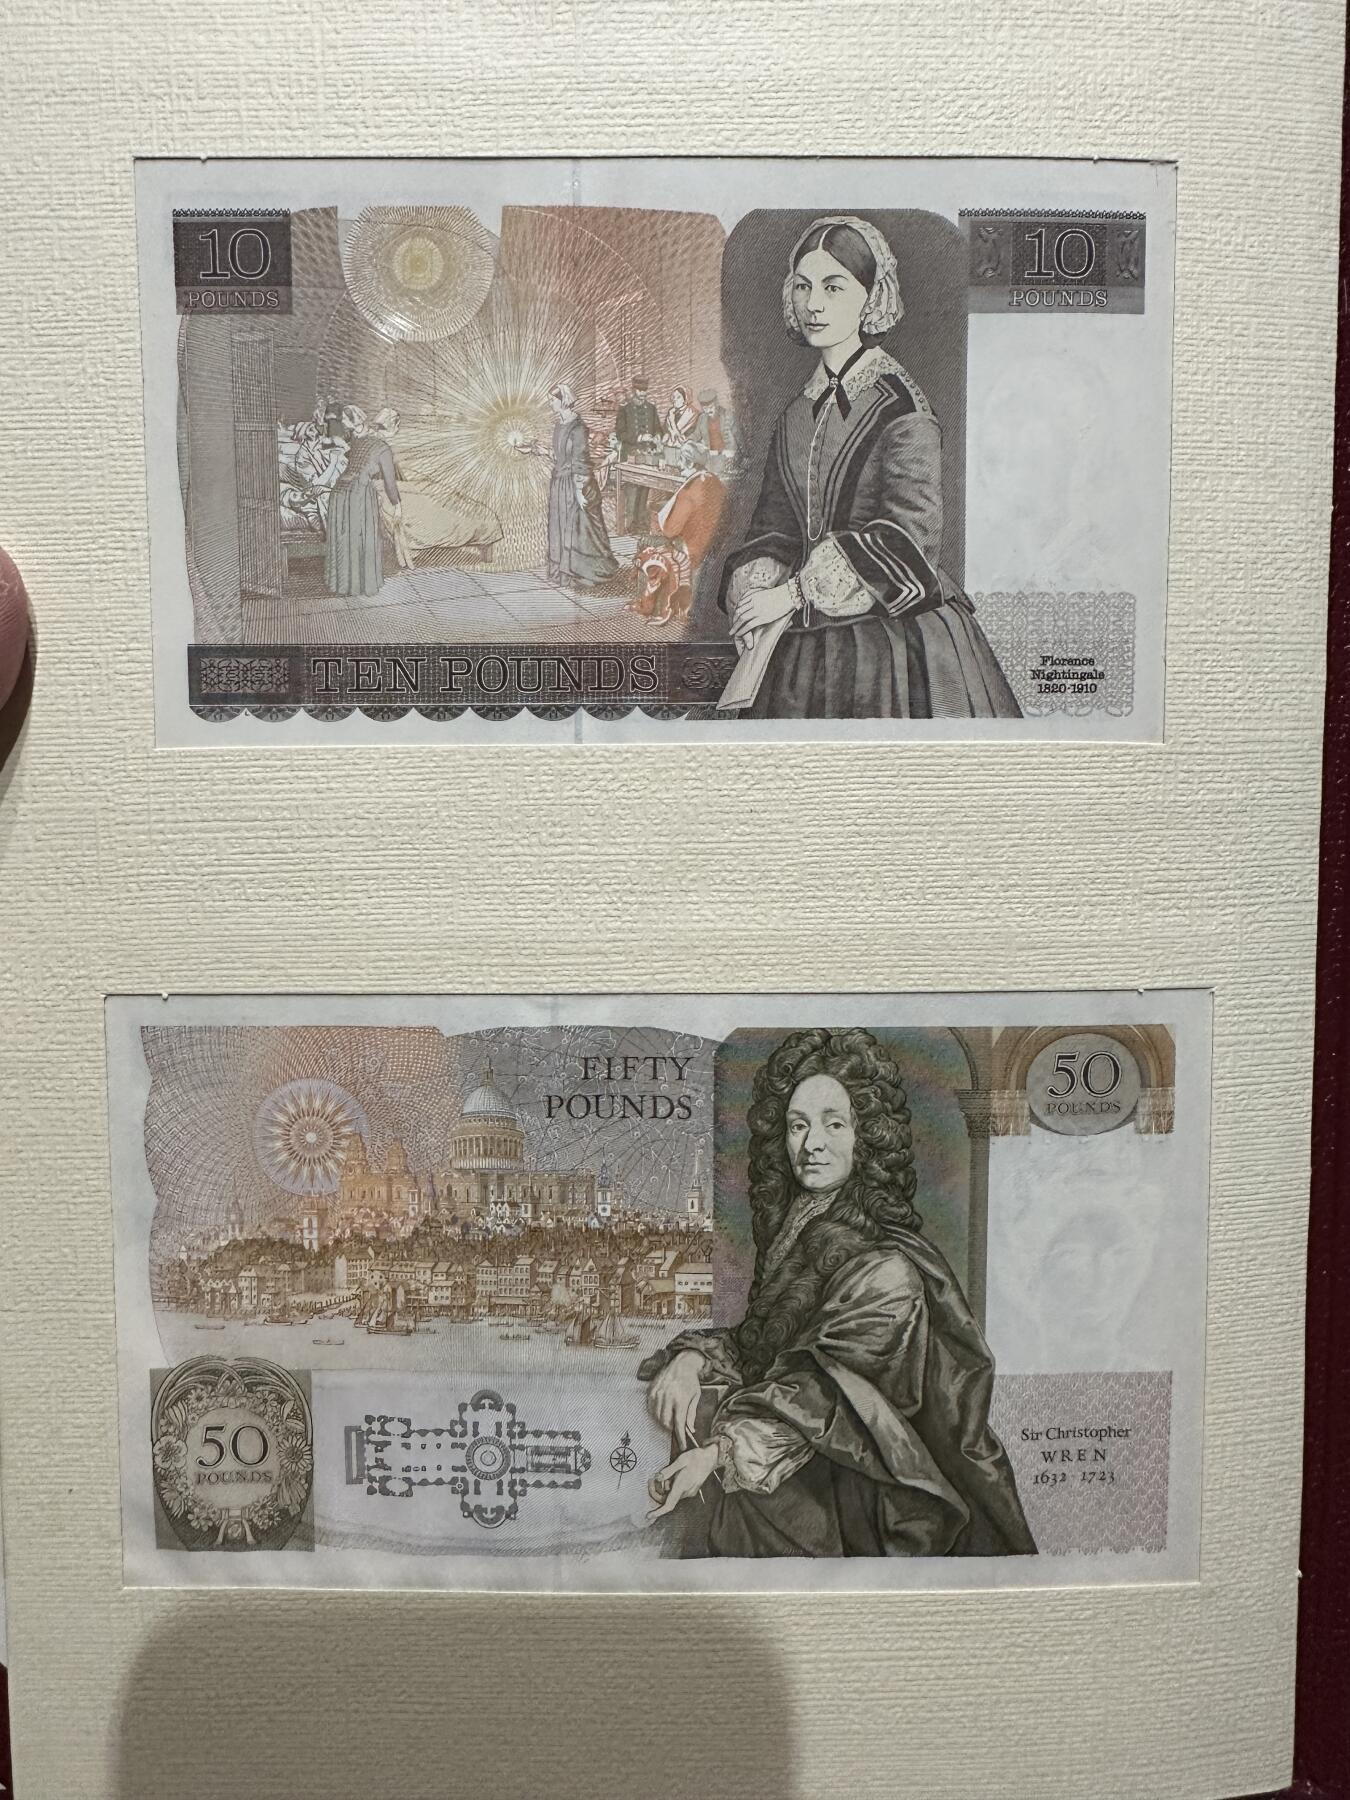 10
POUNDS
10
POUNDS
TEN POUNDS
Florence
Nightingale
1820-1910
FIFTY
POUNDS
50
POUNDS
50
POUNDS
Sir Christopher
WREN
1632 · 1723